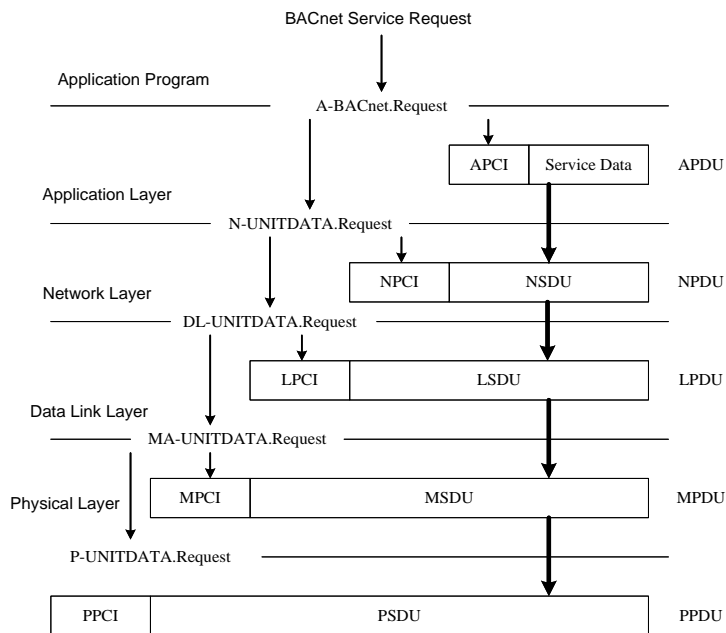 BACnet Service Request
Application Program
A-BACnet.Request
APCI Service Data APDU
Application Layer
N-UNITDATA.Request
NPCI NSDU NPDU
Network Layer
DL-UNITDATA.Request
LPCI LSDU LPDU
Data Link Layer
MA-UNITDATA.Request
MPCI MSDU MPDU
Physical Layer
P-UNITDATA.Request
PPCI PSDU PPDU